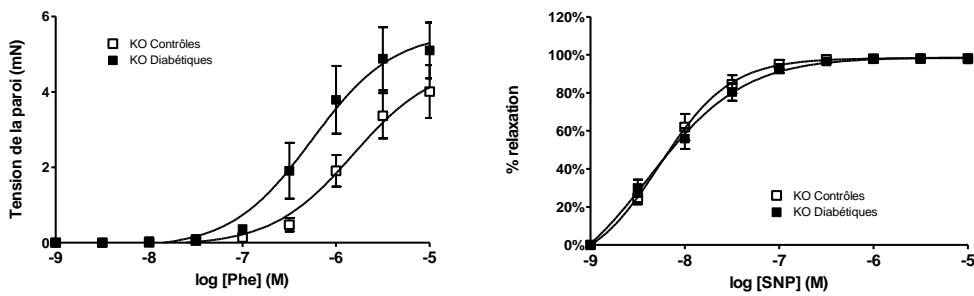 6
4
2
0
Tension de la paroi (mN)
KO Contrôles
KO Diabétiques
-9 -8 -7 -6 -5
log [Phe] (M)
120%
100%
80%
60%
40%
20%
0%
% relaxation
KO Contrôles
KO Diabétiques
-9 -8 -7 -6 -5
log [SNP] (M)